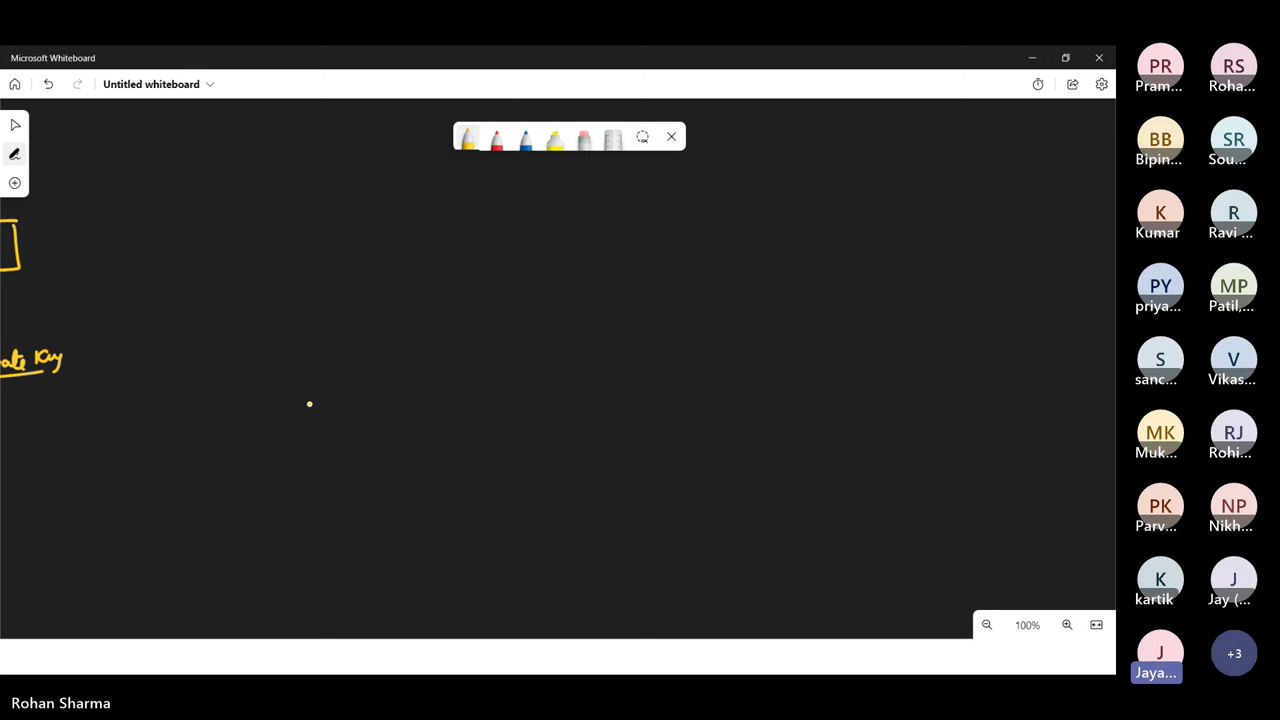 Microsoft Whiteboard
Untitled whiteboard
ate Key
100%
PR
Pram...
RS
Roha...
BB
Bipin...
SR
Sou...
K
Kumar
R
Ravi ...
PY
priya...
MP
Patil,...
S
sanc...
V
Vikas...
MK
Muk...
RJ
Rohi...
PK
Parv...
NP
Nikh...
K
kartik
J
Jay (...
J
Jaya...
+3
Rohan Sharma